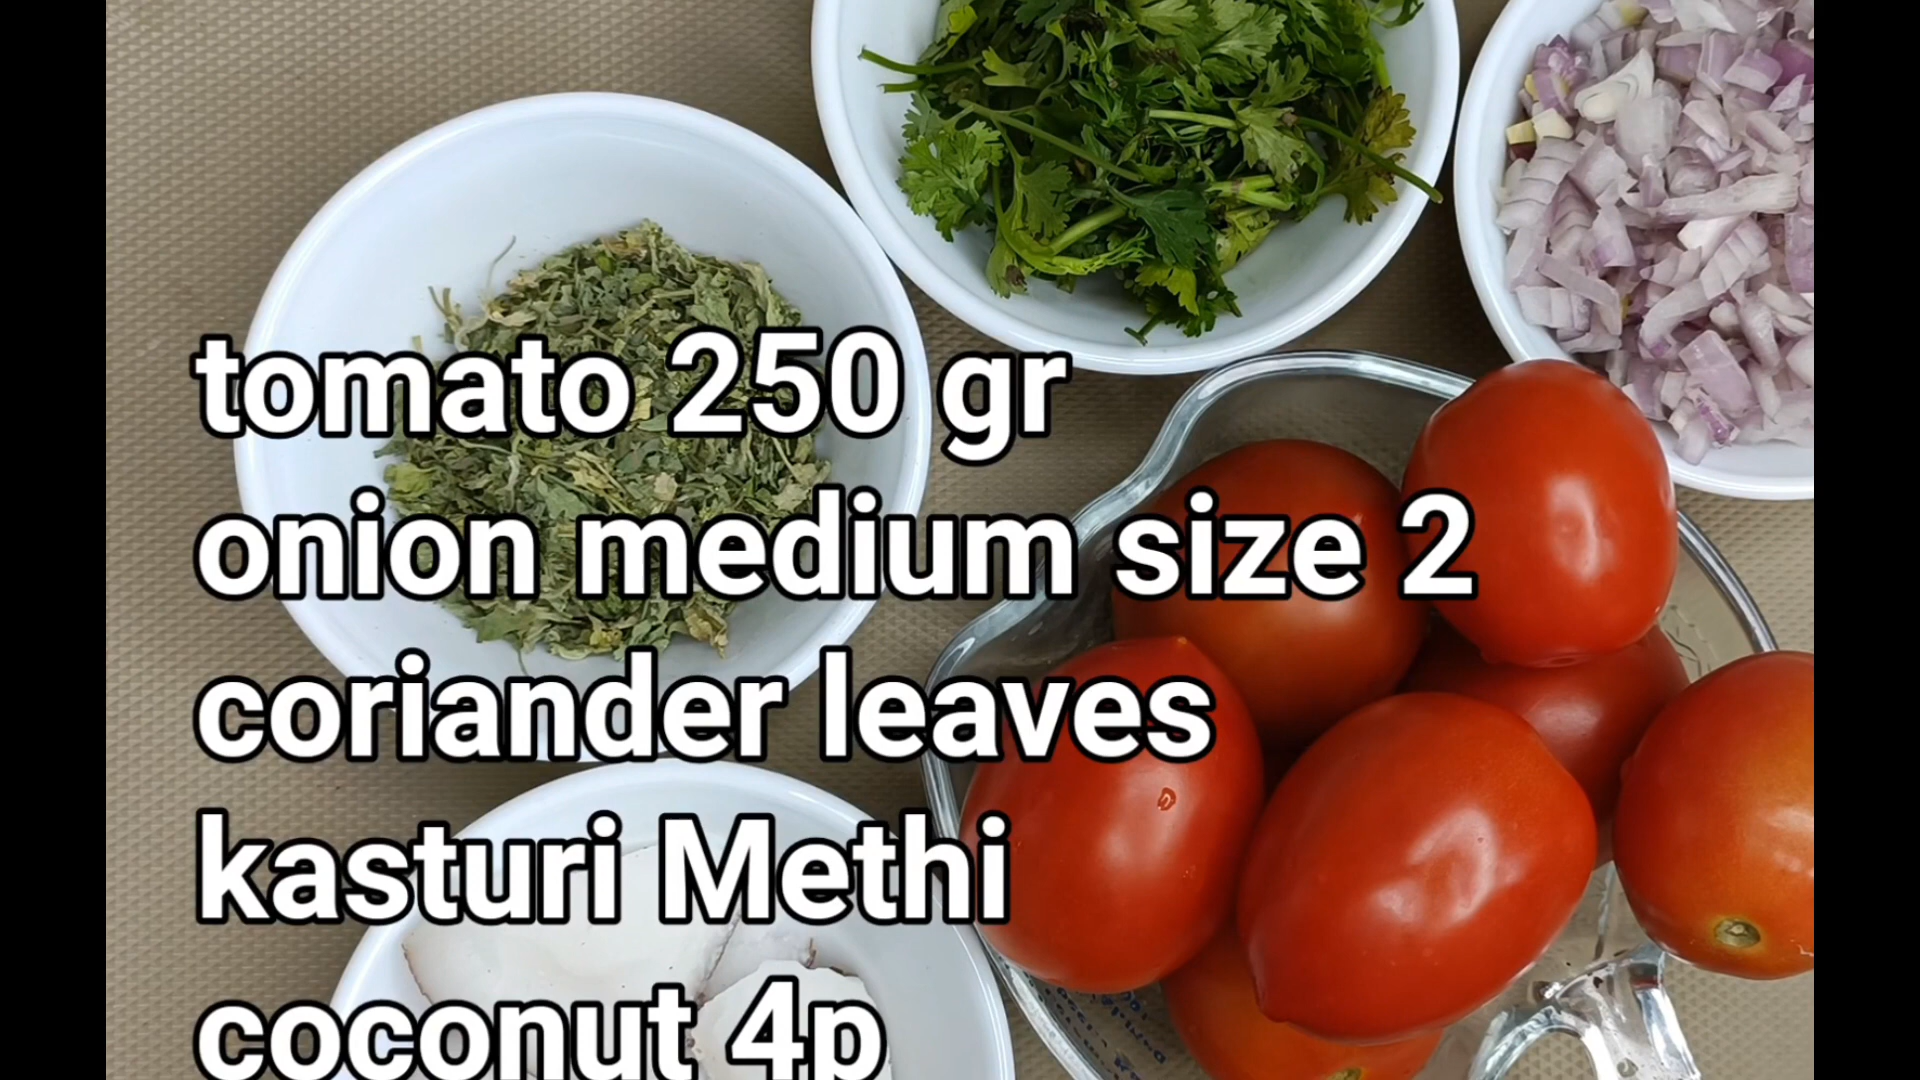 tomato 250 gr
onion medium size 2
coriander leaves
kasturi Methi
coconut 4p